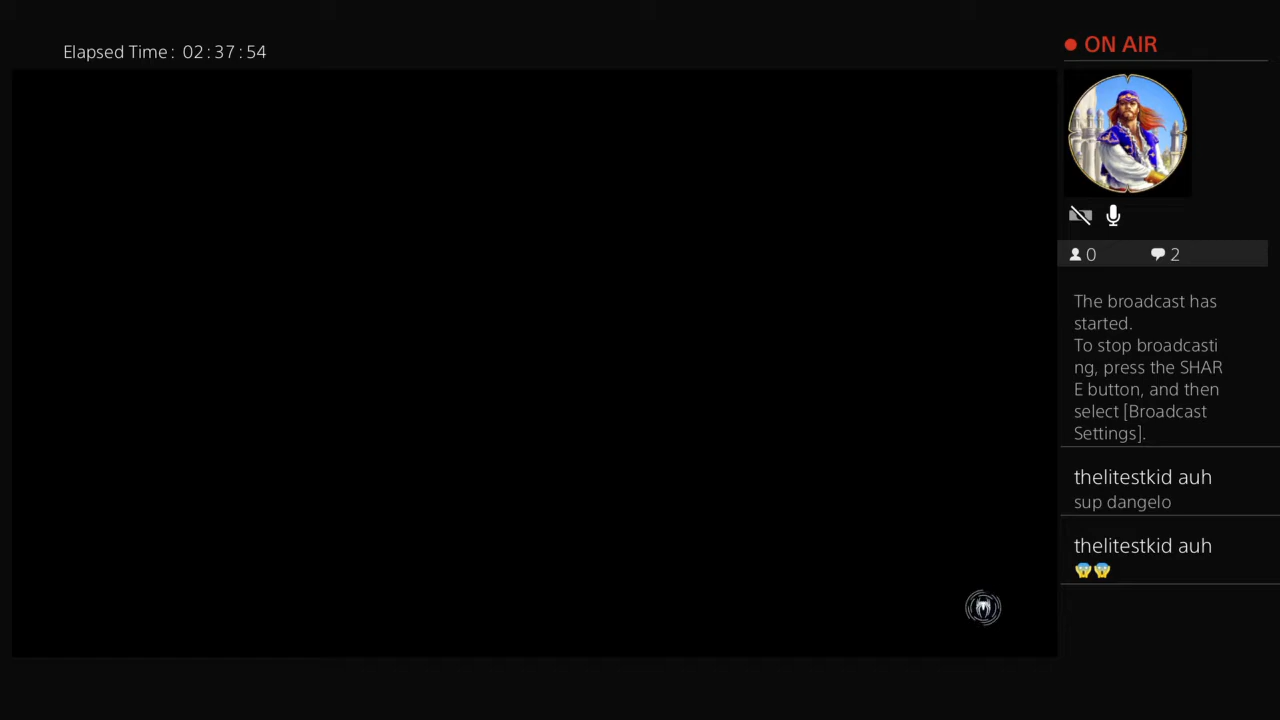 Elapsed Time: 02:37:54
ON AIR
0 2
The broadcast has
started.
To stop broadcasti
ng, press the SHAR
E button, and then
select [Broadcast
Settings].
thelitestkid auh
sup dangelo
thelitestkid auh
😱😱